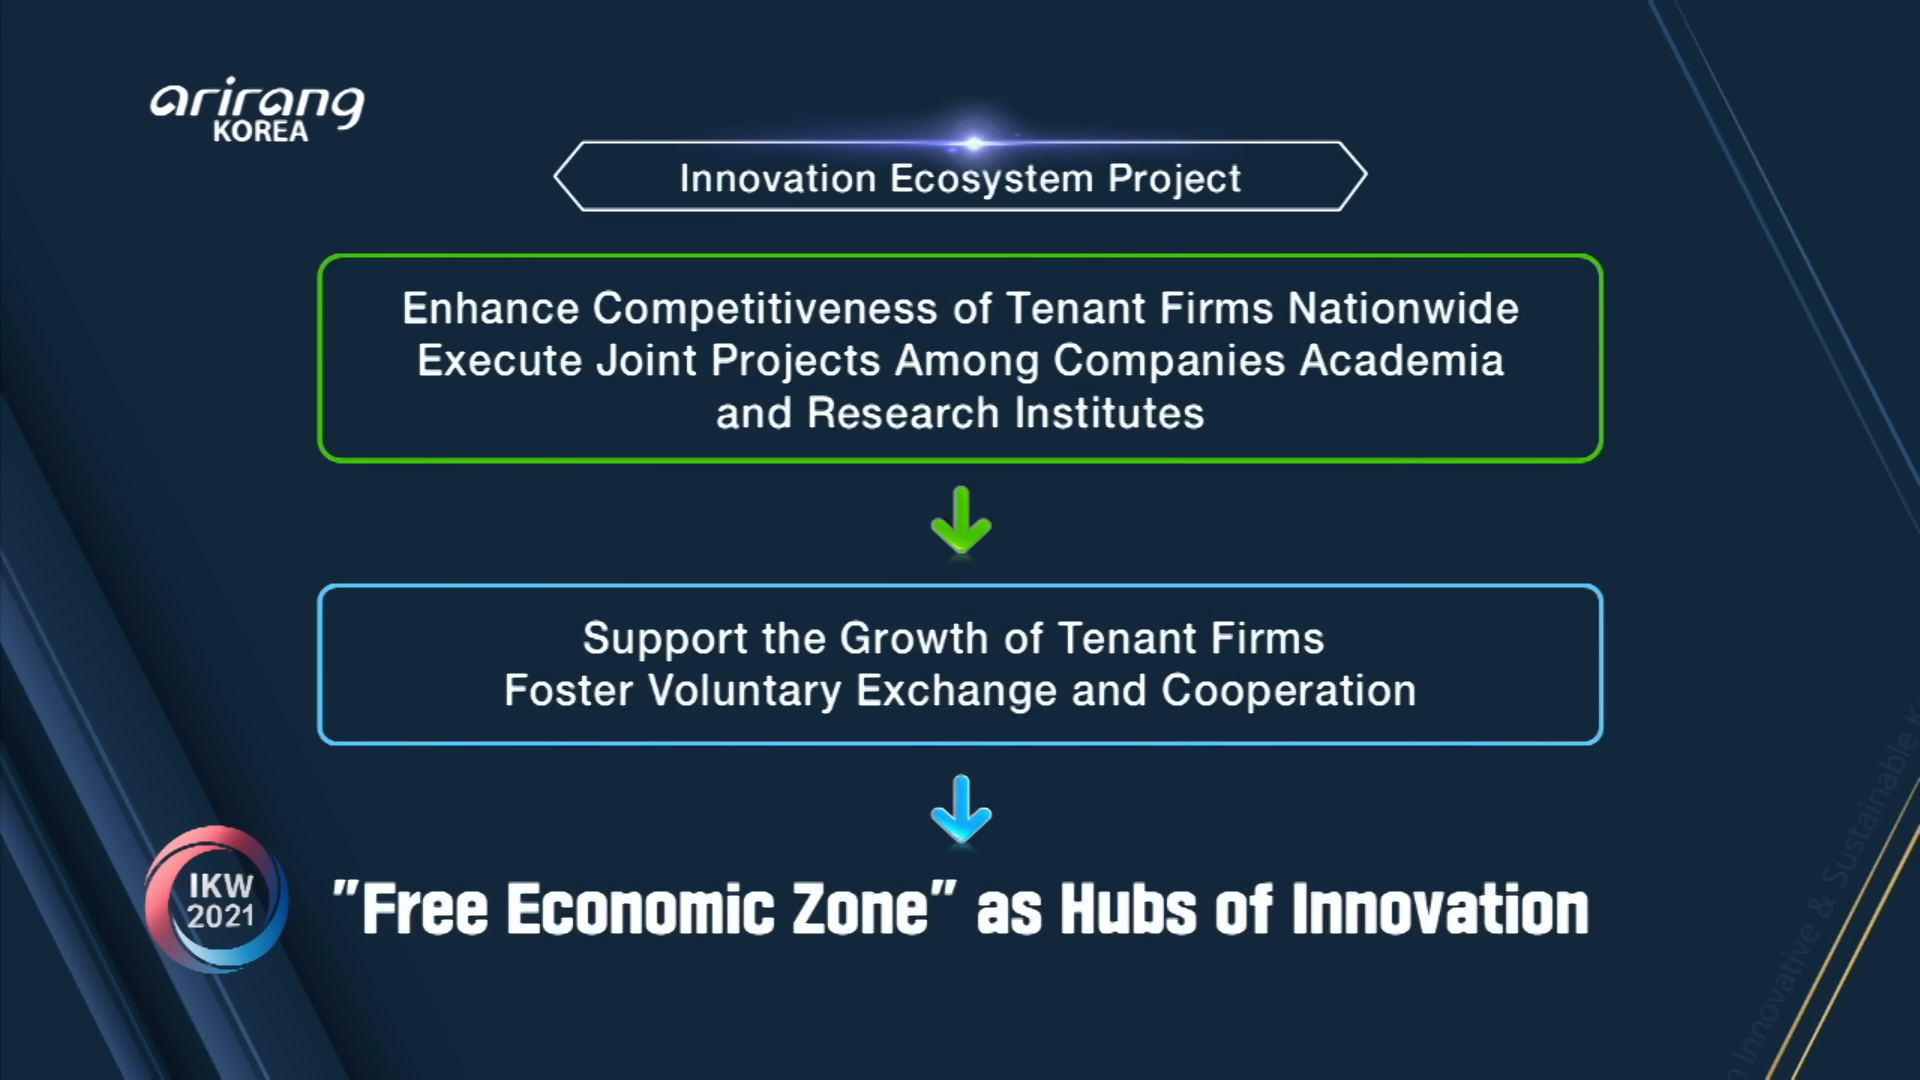 arirang
KOREA
Innovation Ecosystem Project
Enhance Competitiveness of Tenant Firms Nationwide
Execute Joint Projects Among Companies Academia
and Research Institutes
Support the Growth of Tenant Firms
Foster Voluntary Exchange and Cooperation
IKW
2021
"Free Economic Zone" as Hubs of Innovation
Innovative & Sustainable K